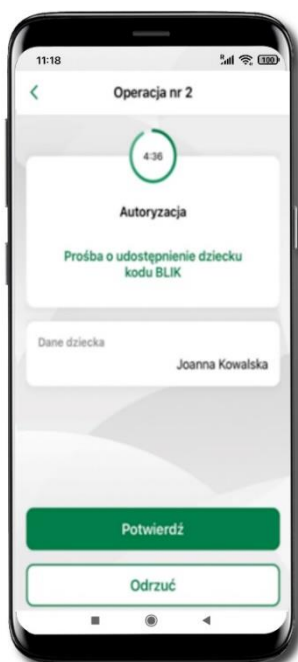 11:18
100
Operacja nr 2
4:36
Autoryzacja
Prośba o udostępnienie dziecku
kodu BLIK
Dane dziecka
Joanna Kowalska
Potwierdź
Odrzuć